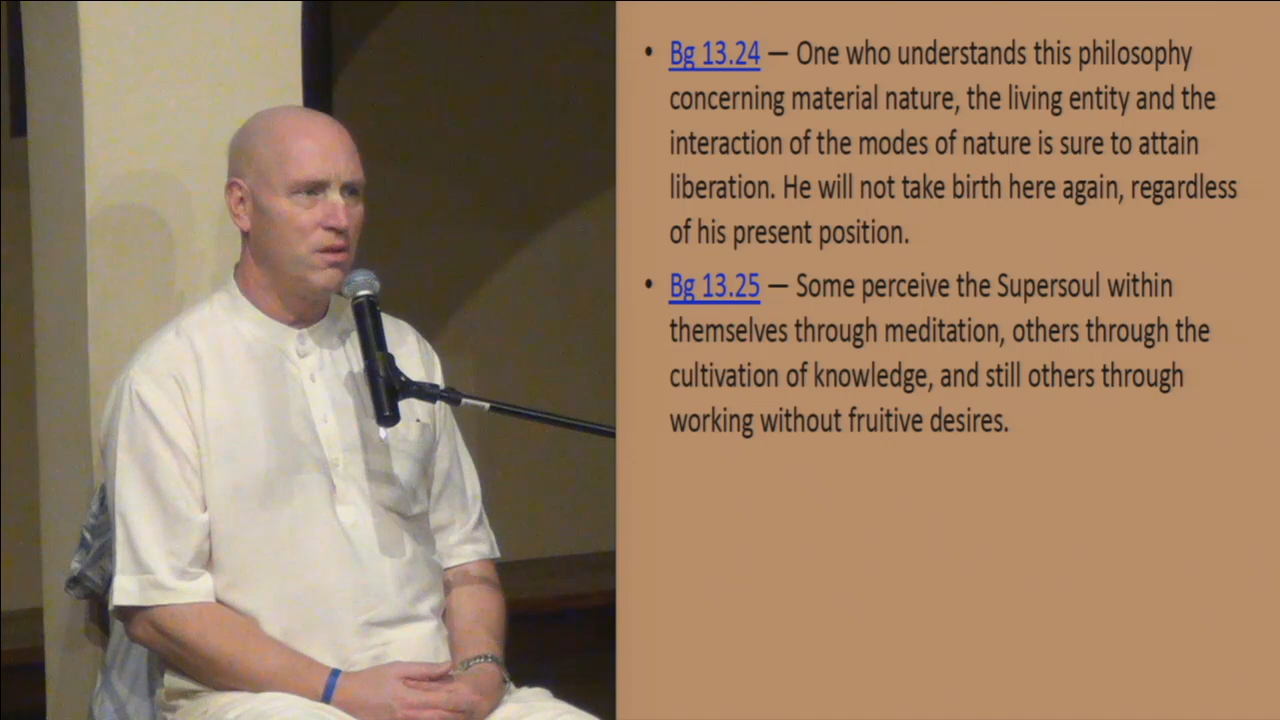 • Bg 13.24 — One who understands this philosophy
concerning material nature, the living entity and the
interaction of the modes of nature is sure to attain
liberation. He will not take birth here again, regardless
of his present position.
• Bg 13.25 — Some perceive the Supersoul within
themselves through meditation, others through the
cultivation of knowledge, and still others through
working without fruitive desires.